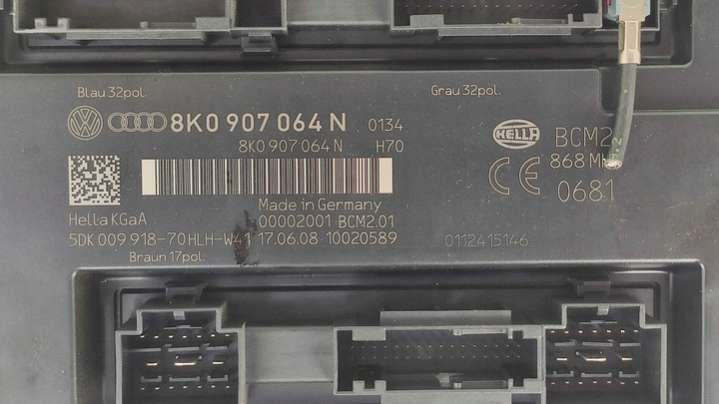 Blau 32pol.
Grau 32pol.
8K0 907 064 N 0134
8K0 907 064 N H70
HELLA
BCM2
868 M
CE 0681
Made in Germany
Hella KGaA
00002001 BCM2.01
5DK 009 918-70 HLH-W41 17.06.08 10020589
0112415146
Braun 17pol.